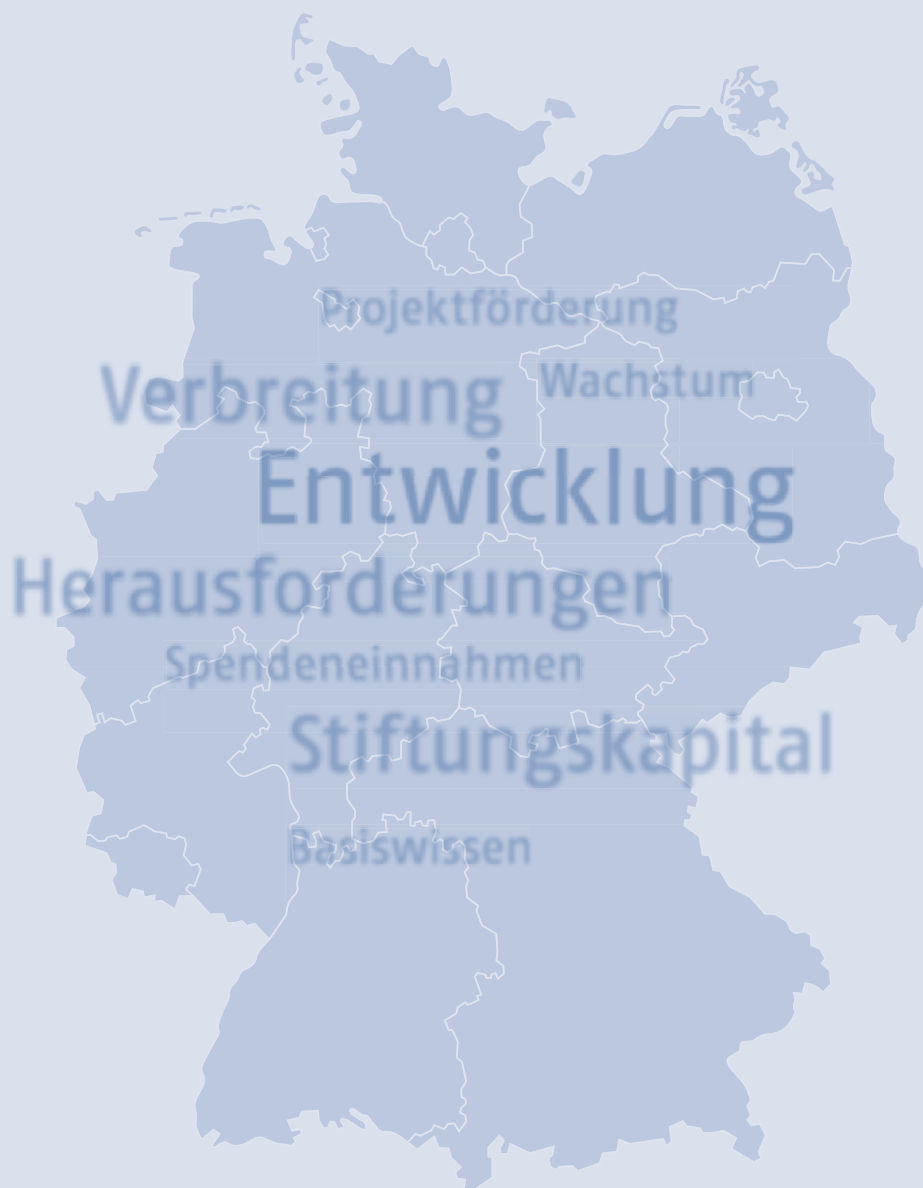 Projektförderung
Verbreitung
Wachstum
Entwicklung
Herausforderungen
Spendeneinnahmen
Stiftungskapital
Basiswissen